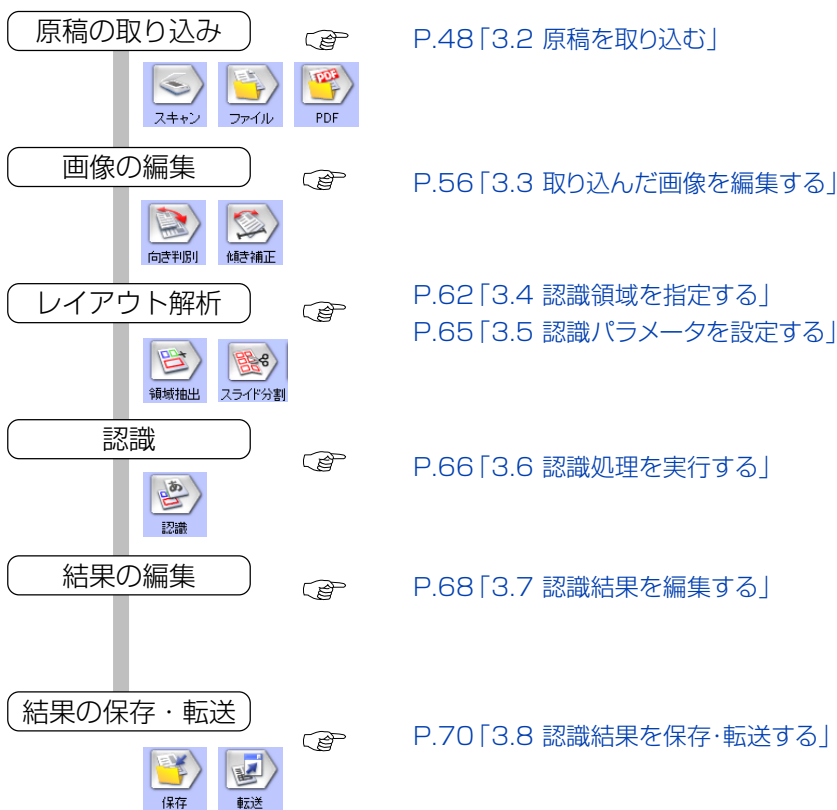 原稿の取り込み
P.48「3.2 原稿を取り込む」
スキャン
ファイル
PDF
PDF
画像の編集
P.56「3.3 取り込んだ画像を編集する」
向き判別
傾き補正
レイアウト解析
P.62「3.4 認識領域を指定する」
P.65「3.5 認識パラメータを設定する」
領域抽出
スライド分割
認識
P.66「3.6 認識処理を実行する」
あ
認識
結果の編集
P.68「3.7 認識結果を編集する」
結果の保存・転送
P.70「3.8 認識結果を保存・転送する」
保存
転送